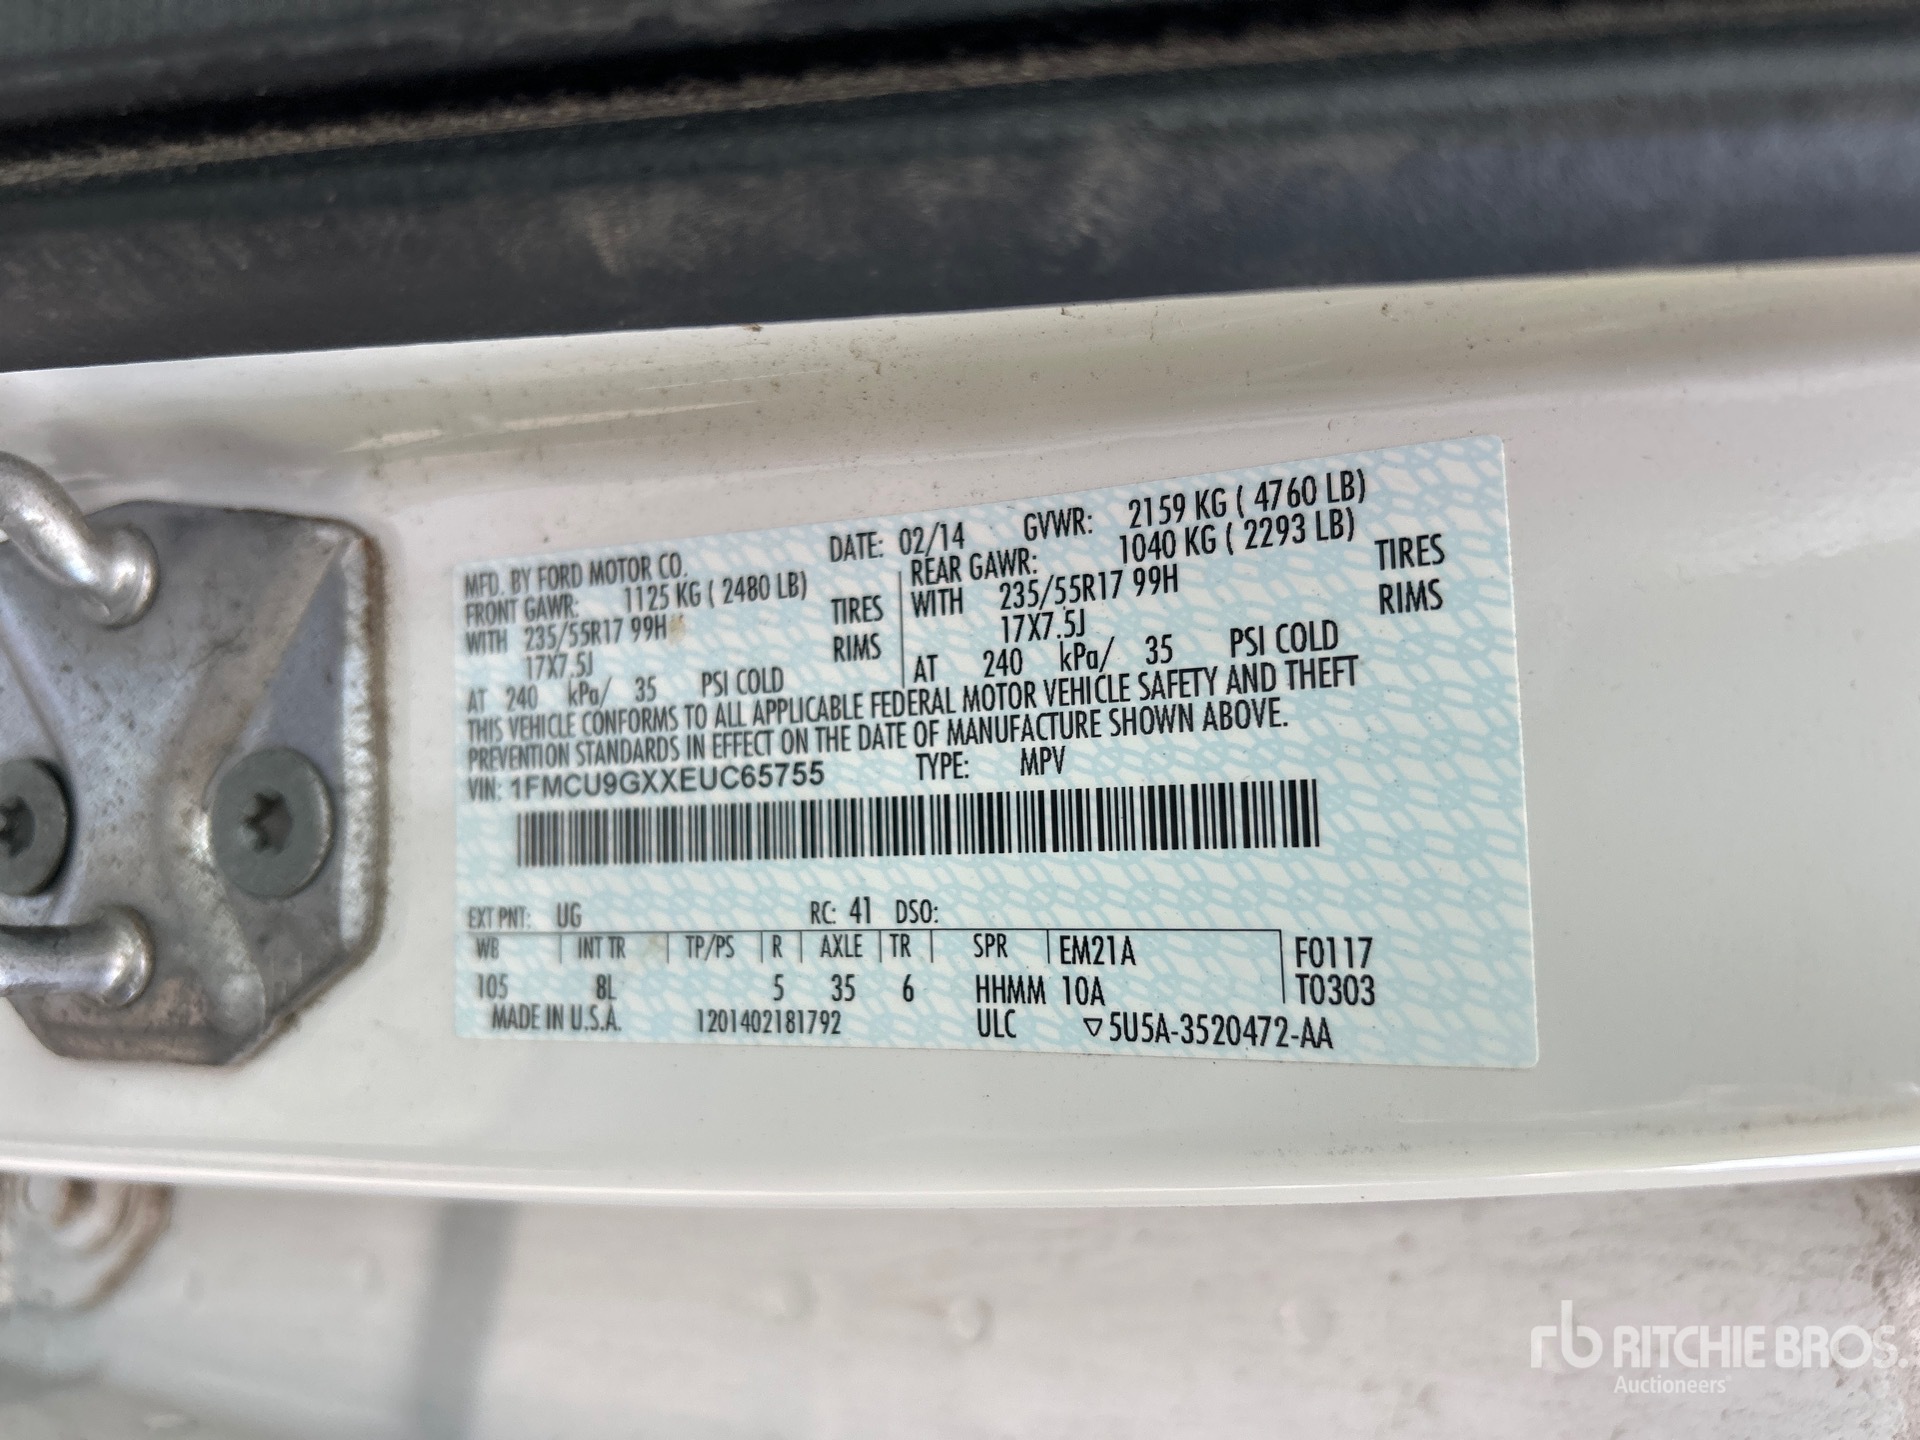 MFD. BY FORD MOTOR CO. DATE: 02/14 GVWR: 2159 KG ( 4760 LB)
FRONT GAWR: 1125 KG ( 2480 LB) REAR GAWR: 1040 KG ( 2293 LB)
WITH 235/55R17 99H TIRES WITH 235/55R17 99H TIRES
17X7.5J RIMS 17X7.5J RIMS
AT 240 kPa/ 35 PSI COLD AT 240 kPa/ 35 PSI COLD
THIS VEHICLE CONFORMS TO ALL APPLICABLE FEDERAL MOTOR VEHICLE SAFETY AND THEFT
PREVENTION STANDARDS IN EFFECT ON THE DATE OF MANUFACTURE SHOWN ABOVE.
VIN: 1FMCU9GXXEUC65755 TYPE: MPV
EXT PNT: UG RC: 41 DSO:
WB INT TR TP/PS R AXLE TR SPR EM21A F0117
105 8L 5 35 6 HHMM 10A T0303
MADE IN U.S.A. 1201402181792 ULC ▽5U5A-3520472-AA
rb RITCHIE BROS.
Auctioneers